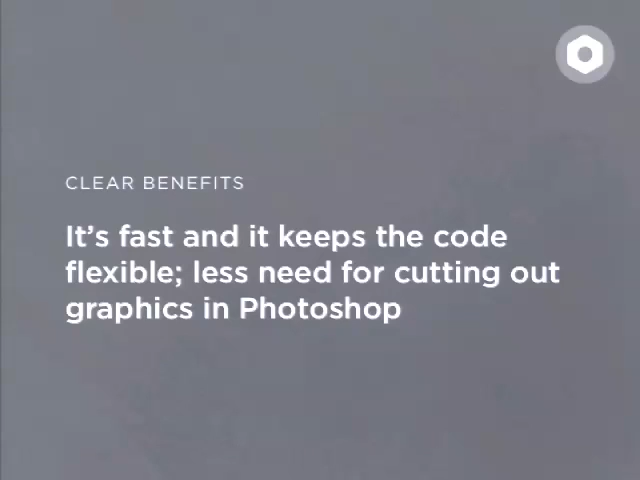 CLEAR BENEFITS
It’s fast and it keeps the code
flexible; less need for cutting out
graphics in Photoshop